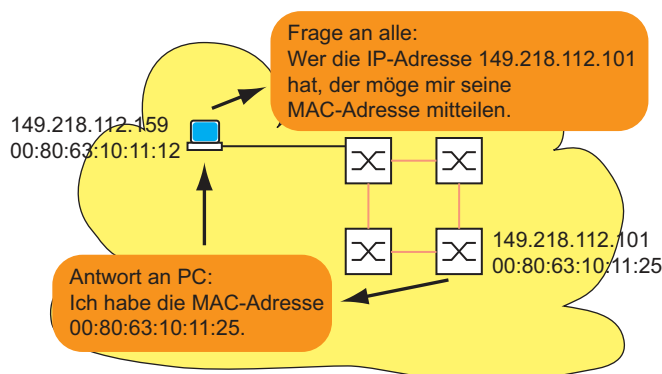 Frage an alle:
Wer die IP-Adresse 149.218.112.101
hat, der möge mir seine
MAC-Adresse mitteilen.
149.218.112.159
00:80:63:10:11:12
149.218.112.101
00:80:63:10:11:25
Antwort an PC:
Ich habe die MAC-Adresse
00:80:63:10:11:25.